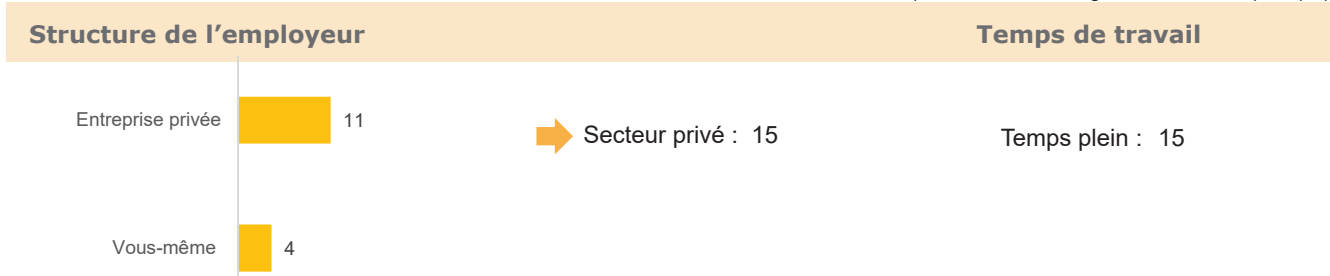 Structure de l'employeur
Temps de travail
Entreprise privée 11
Secteur privé : 15
Temps plein : 15
Vous-même 4